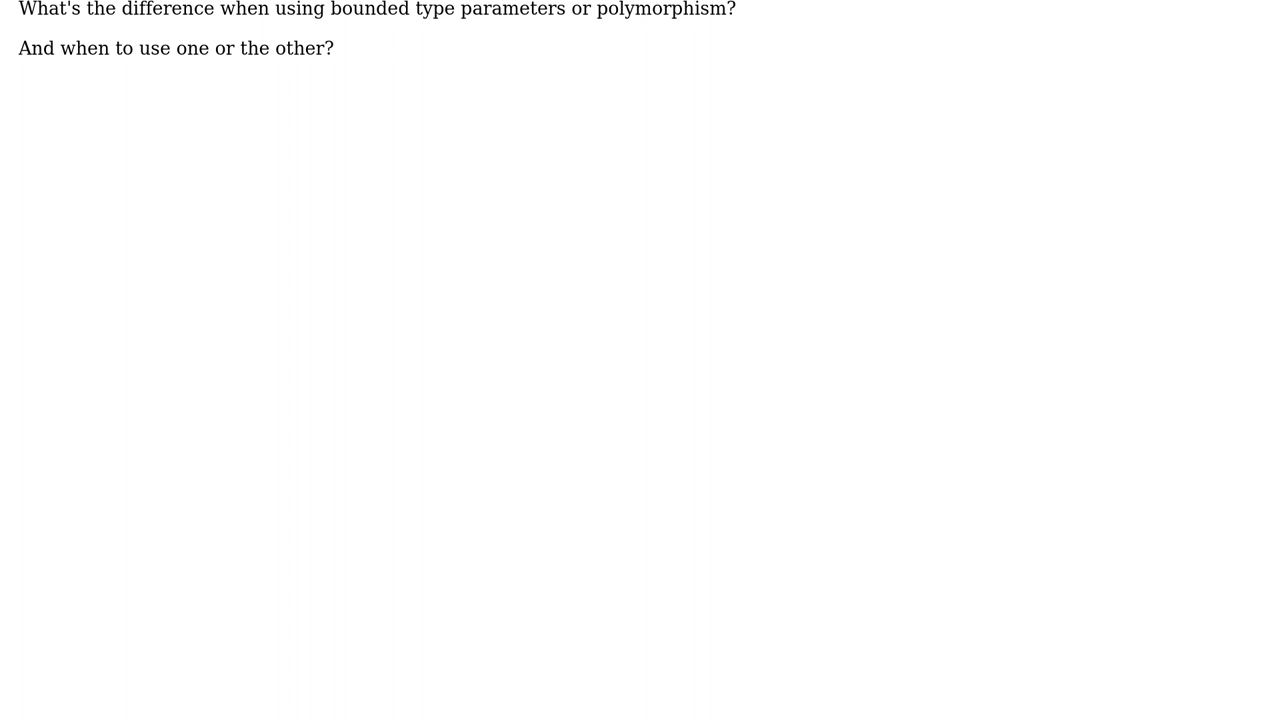 What's the difference when using bounded type parameters or polymorphism?
And when to use one or the other?